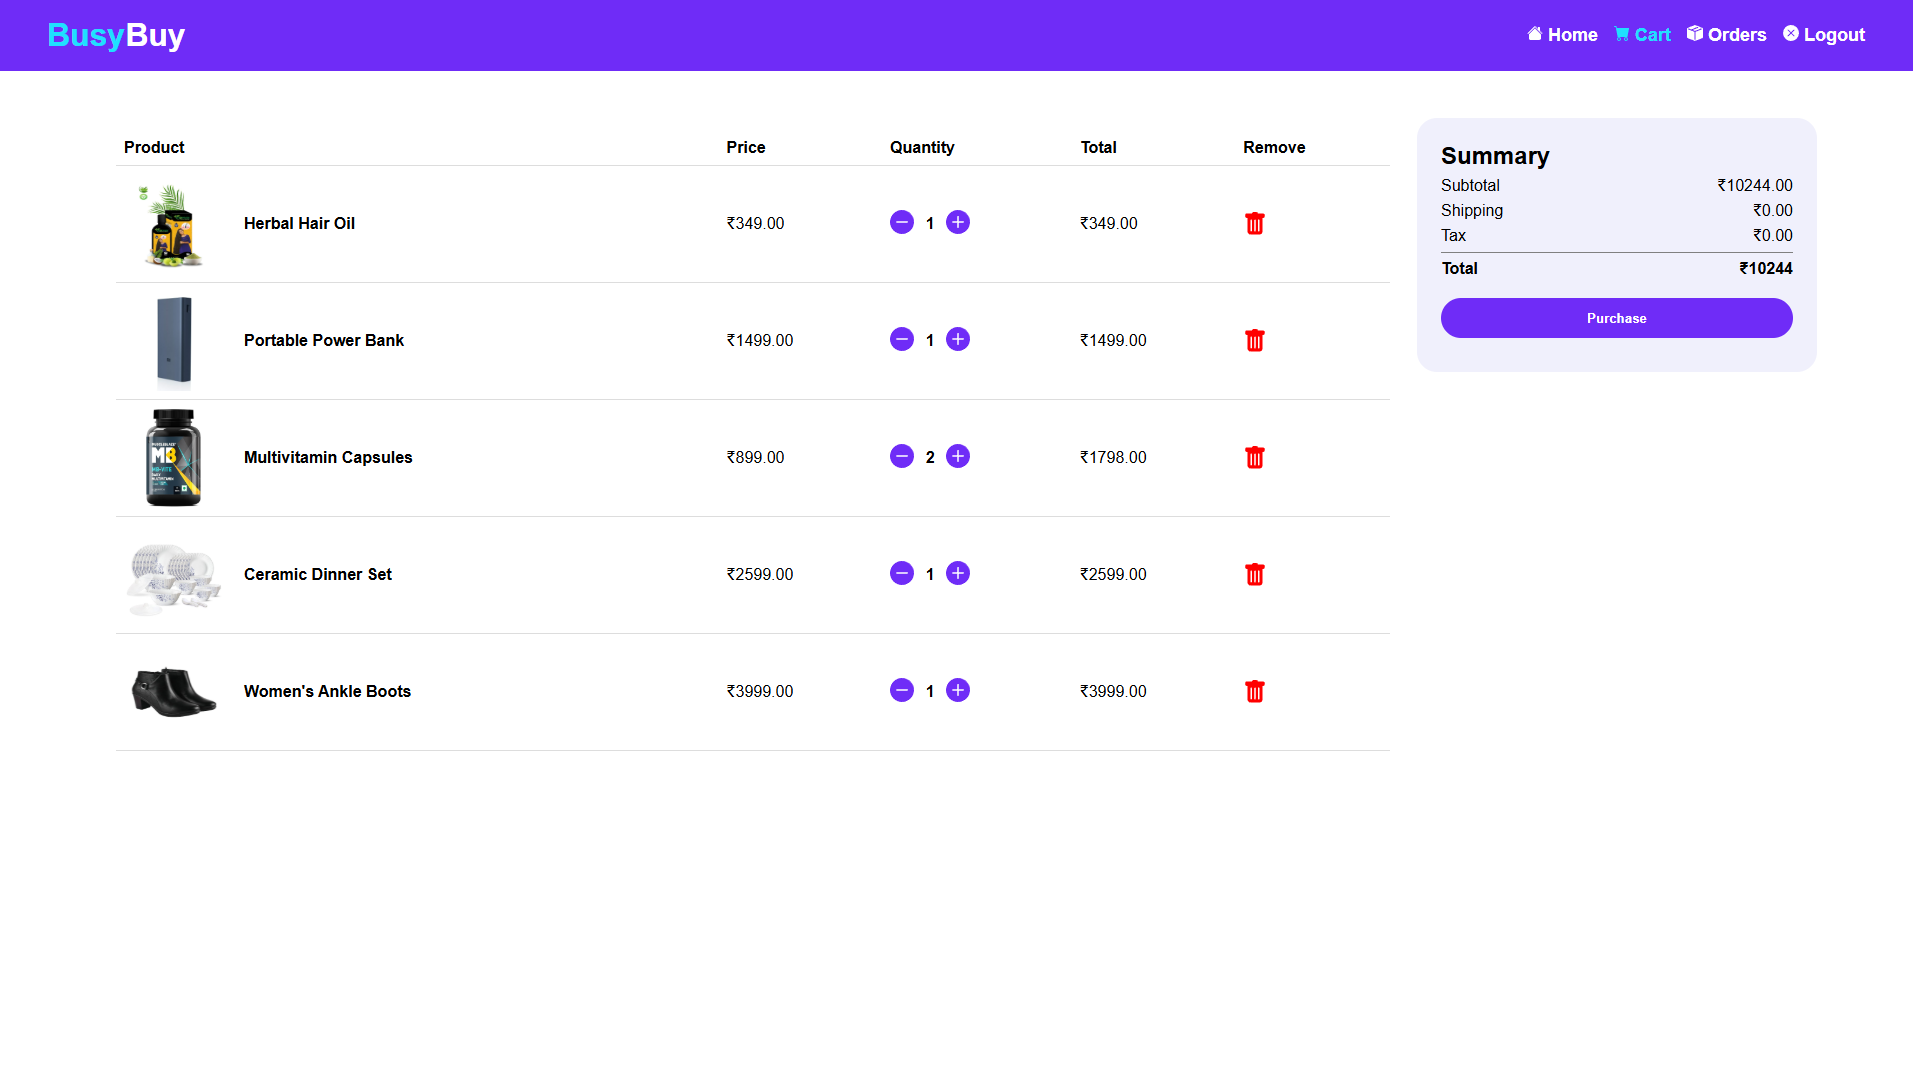 BusyBuy Home Cart Orders Logout
Product Price Quantity Total Remove
Herbal Hair Oil ₹349.00 1 ₹349.00
Portable Power Bank ₹1499.00 1 ₹1499.00
MB
Multivitamin Capsules ₹899.00 2 ₹1798.00
Ceramic Dinner Set ₹2599.00 1 ₹2599.00
Women's Ankle Boots ₹3999.00 1 ₹3999.00
Summary
Subtotal ₹10244.00
Shipping ₹0.00
Tax ₹0.00
Total ₹10244
Purchase